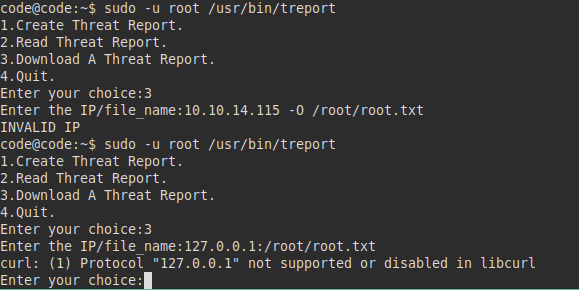 code@code:~$ sudo -u root /usr/bin/treport
1.Create Threat Report.
2.Read Threat Report.
3.Download A Threat Report.
4.Quit.
Enter your choice:3
Enter the IP/file_name:10.10.14.115 -O /root/root.txt
INVALID IP
code@code:~$ sudo -u root /usr/bin/treport
1.Create Threat Report.
2.Read Threat Report.
3.Download A Threat Report.
4.Quit.
Enter your choice:3
Enter the IP/file_name:127.0.0.1:/root/root.txt
curl: (1) Protocol "127.0.0.1" not supported or disabled in libcurl
Enter your choice: